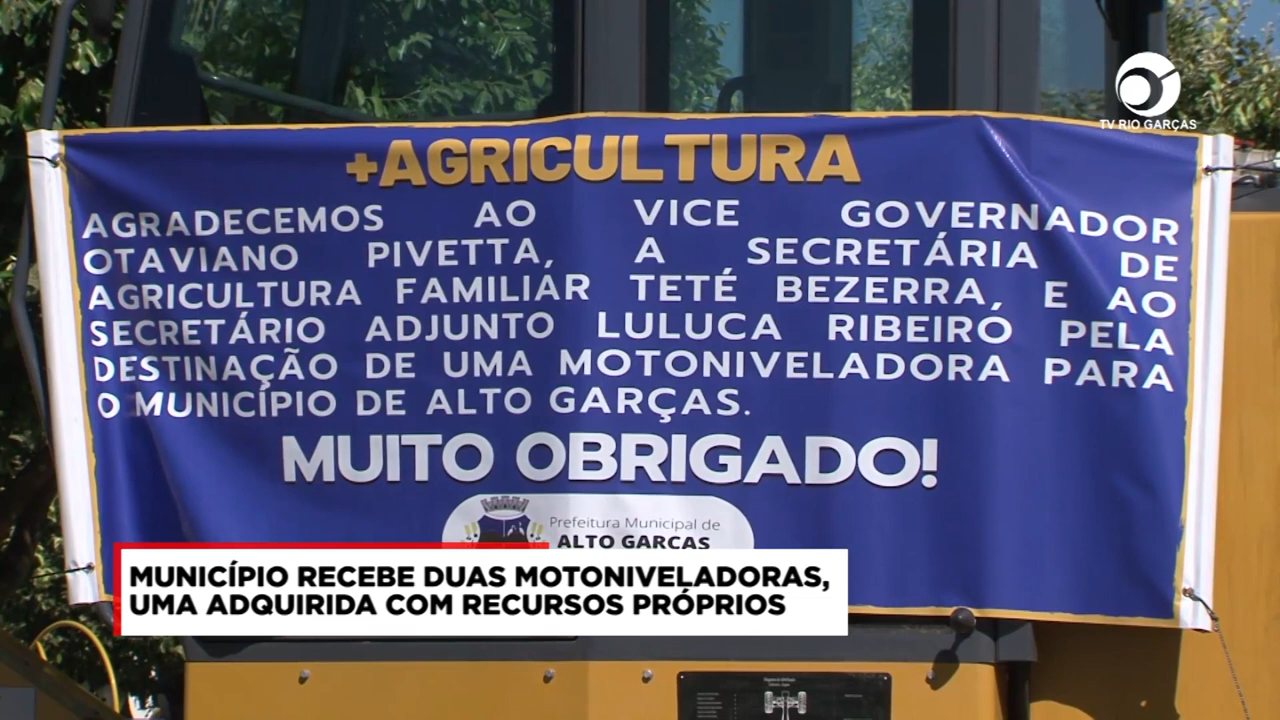 TV RIO GARÇAS
+AGRICULTURA
AGRADECEMOS AO VICE GOVERNADOR
OTAVIANO PIVETTA, A SECRETÁRIA DE
AGRICULTURA FAMILIAR TETÉ BEZERRA, E AO
SECRETÁRIO ADJUNTO LULUCA RIBEIRO PELA
DESTINAÇÃO DE UMA MOTONIVELADORA PARA
O MUNICÍPIO DE ALTO GARÇAS.
MUITO OBRIGADO!
Prefeitura Municipal de
ALTO GARÇAS
MUNICÍPIO RECEBE DUAS MOTONIVELADORAS,
UMA ADQUIRIDA COM RECURSOS PRÓPRIOS